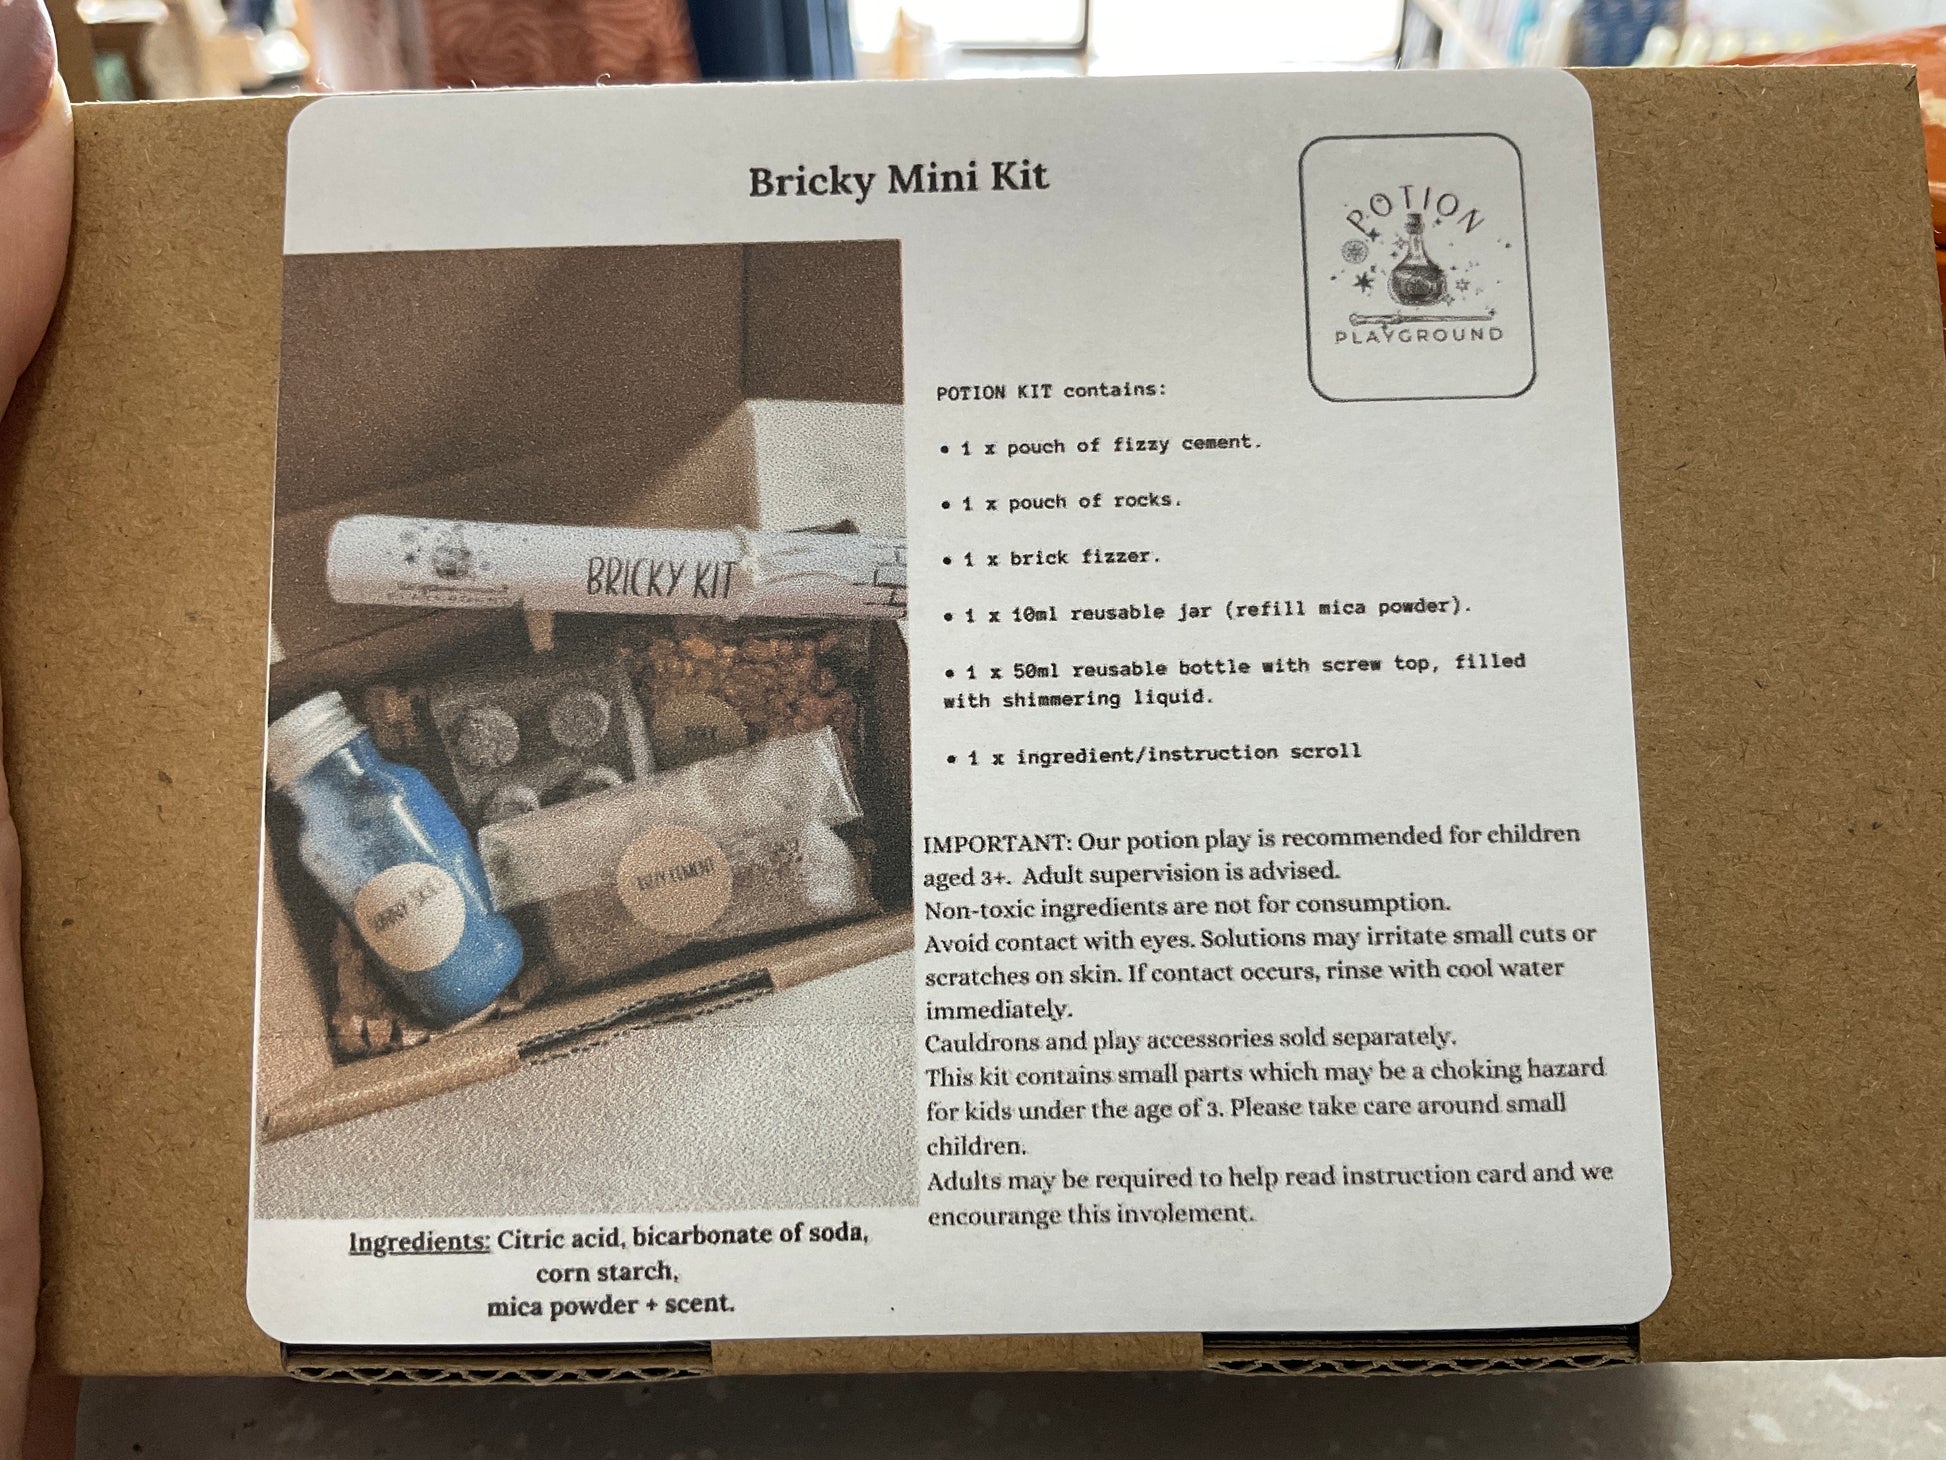 Bricky Mini Kit
POTION
PLAYGROUND
POTION KIT contains:
• 1 x pouch of fizzy cement.
• 1 x pouch of rocks.
• 1 x brick fizzer.
• 1 x 10ml reusable jar (refill mica powder).
• 1 x 50ml reusable bottle with screw top, filled
with shimmering liquid.
• 1 x ingredient/instruction scroll
IMPORTANT: Our potion play is recommended for children
aged 3+. Adult supervision is advised.
Non-toxic ingredients are not for consumption.
Avoid contact with eyes. Solutions may irritate small cuts or
scratches on skin. If contact occurs, rinse with cool water
immediately.
Cauldrons and play accessories sold separately.
This kit contains small parts which may be a choking hazard
for kids under the age of 3. Please take care around small
children.
Adults may be required to help read instruction card and we
encourange this involement.
BRICKY KIT
FIZZY CEMENT
Ingredients: Citric acid, bicarbonate of soda,
corn starch,
mica powder + scent.